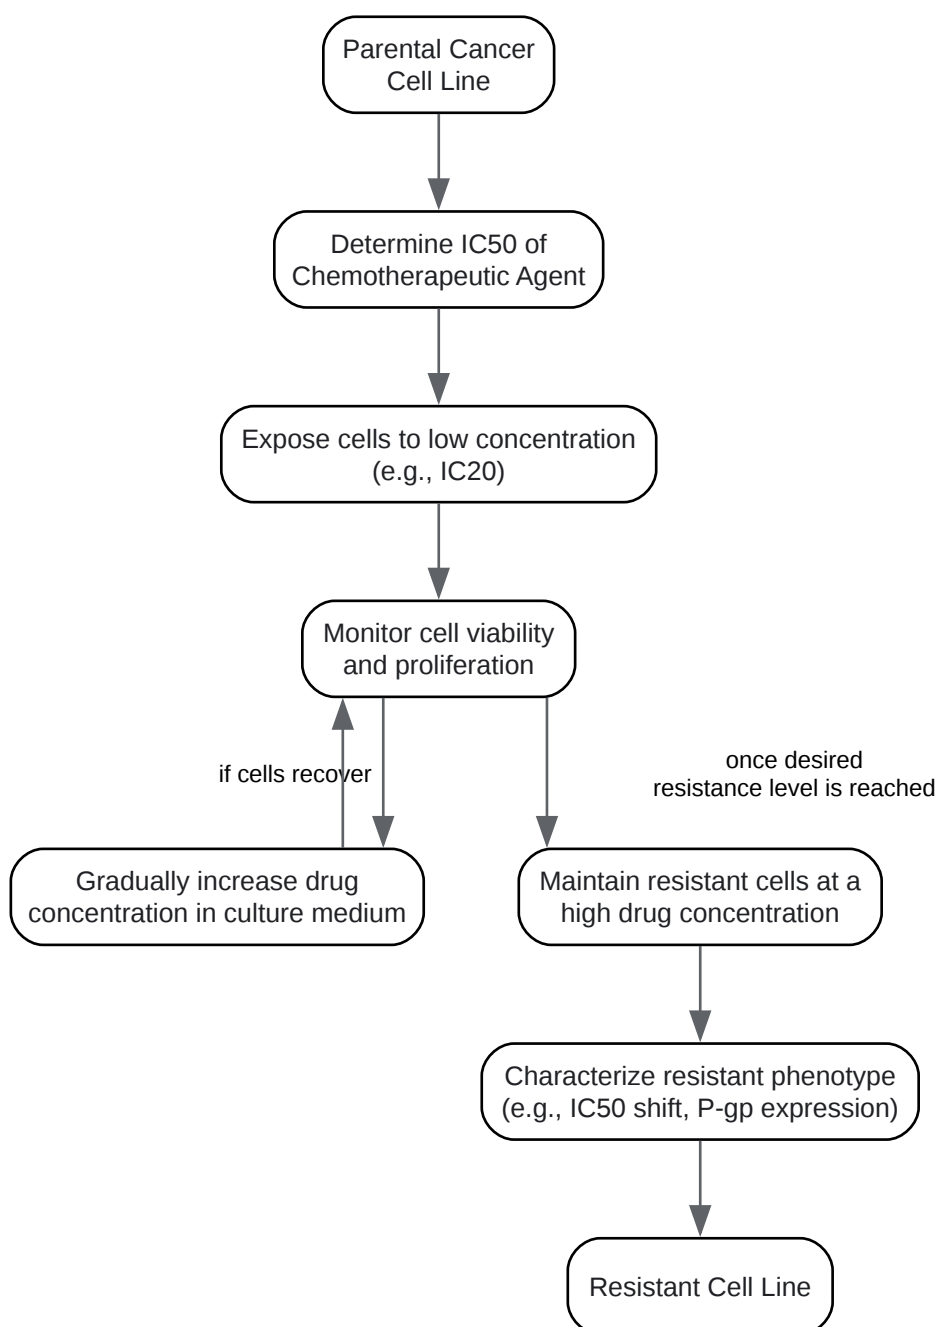 Parental Cancer
Cell Line
Determine IC50 of
Chemotherapeutic Agent
Expose cells to low concentration
(e.g., IC20)
Monitor cell viability
and proliferation
if cells recover
once desired
resistance level is reached
Gradually increase drug
concentration in culture medium
Maintain resistant cells at a
high drug concentration
Characterize resistant phenotype
(e.g., IC50 shift, P-gp expression)
Resistant Cell Line